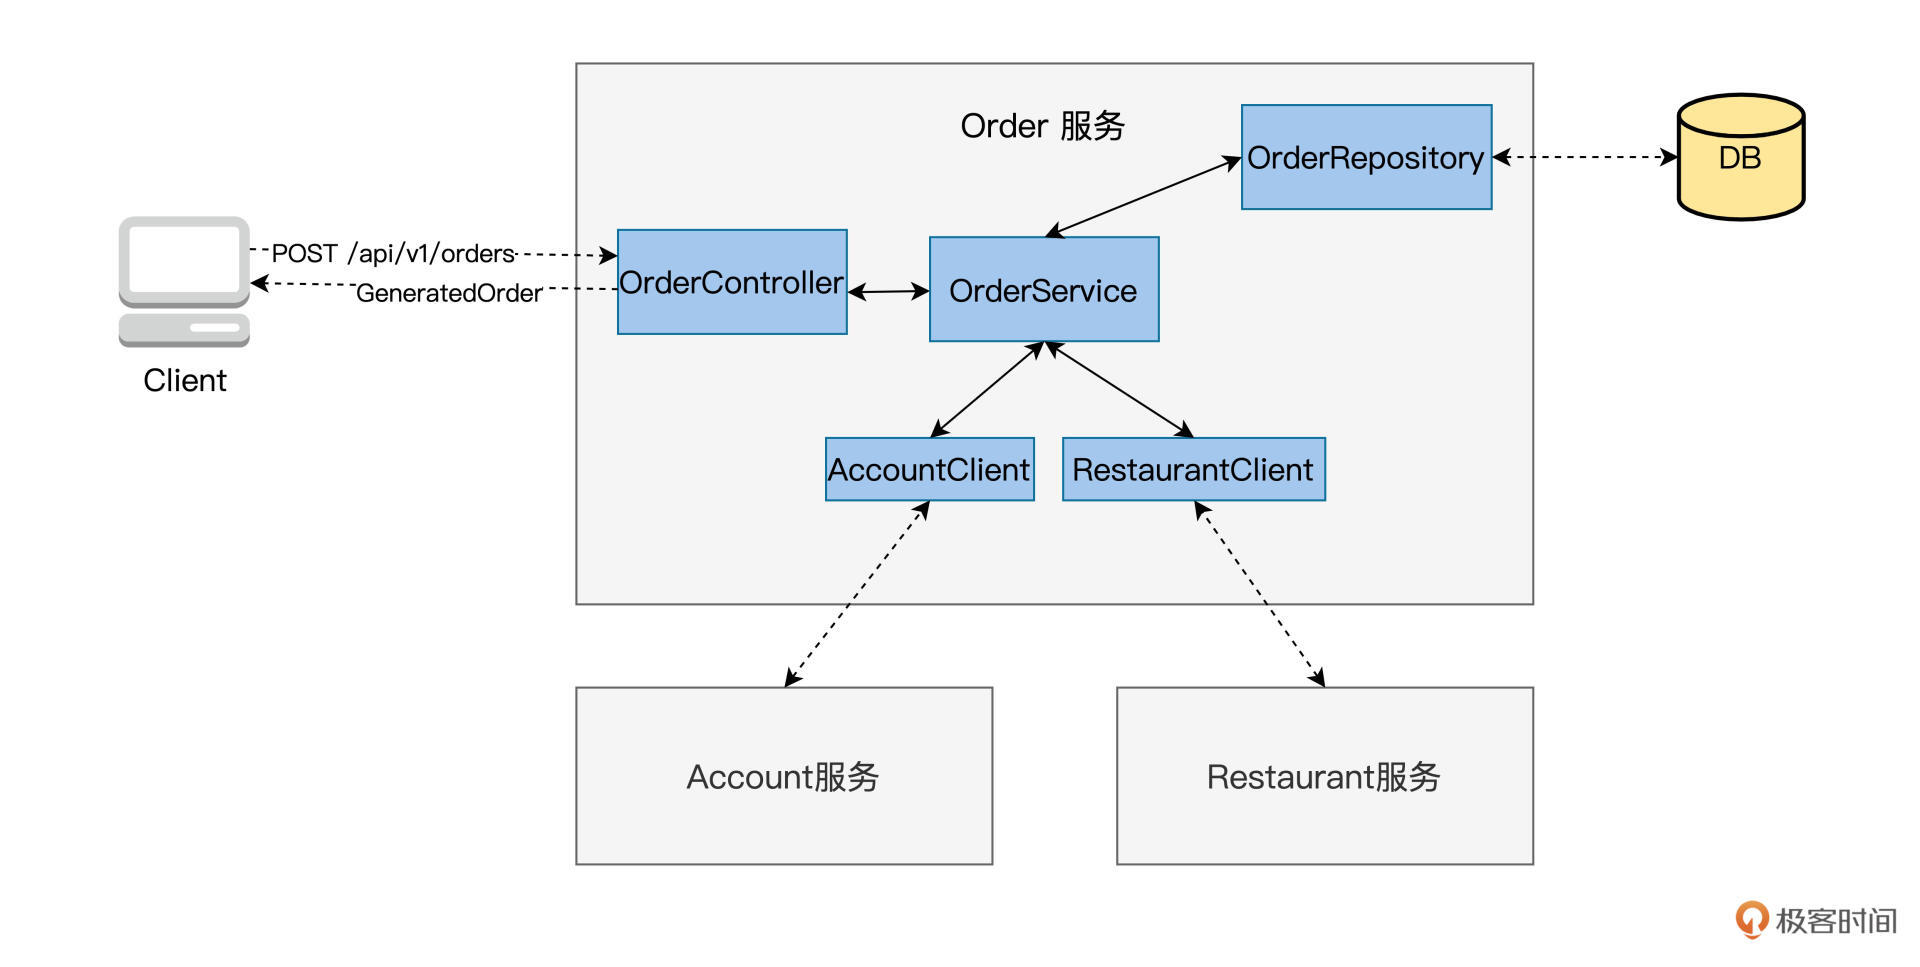 Order 服务
OrderRepository
DB
POST /api/v1/orders
GeneratedOrder
OrderController
OrderService
Client
AccountClient
RestaurantClient
Account服务
Restaurant服务
极客时间